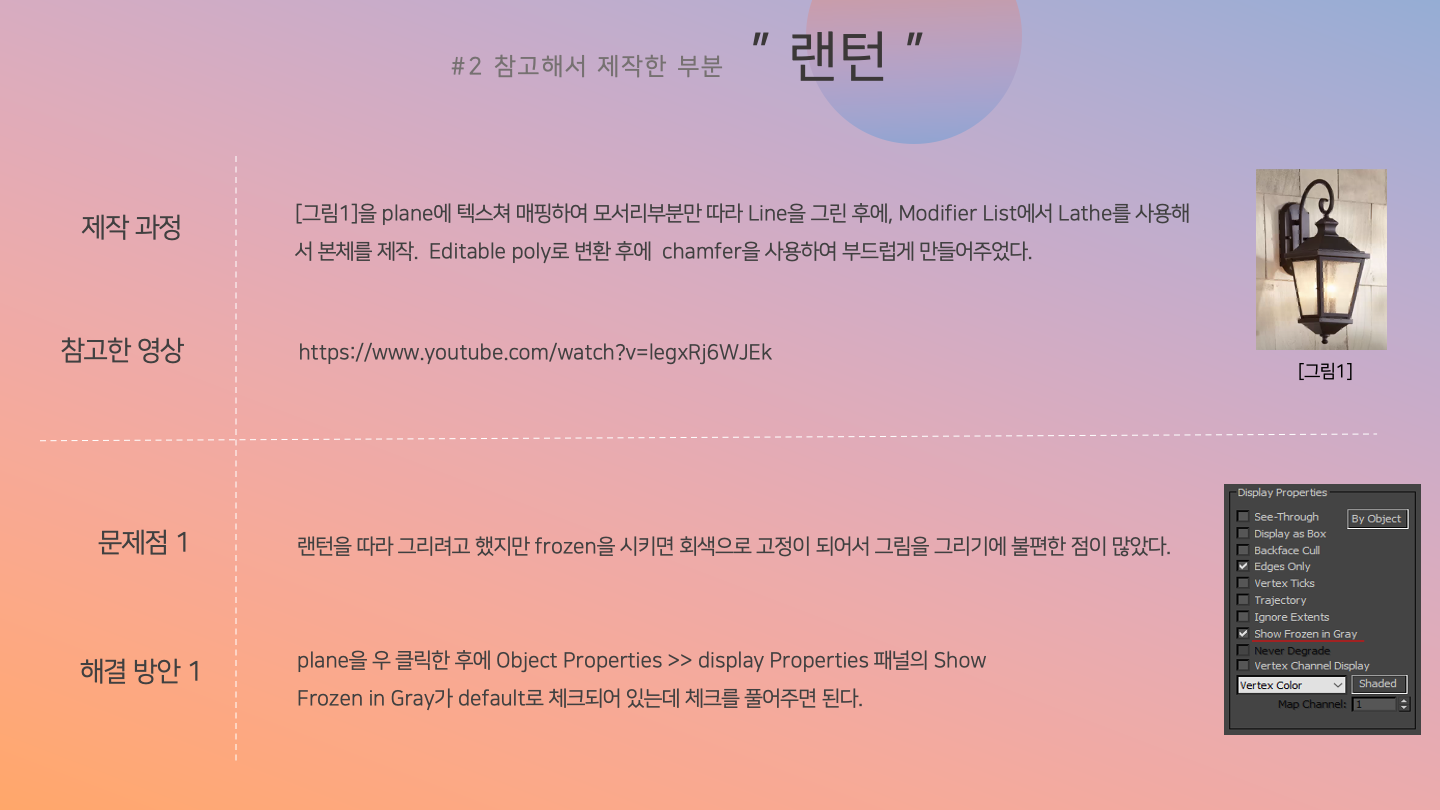 #2 참고해서 제작한 부분 " 랜턴 "
제작 과정
[그림1]을 plane에 텍스쳐 매핑하여 모서리부분만 따라 Line을 그린 후에, Modifier List에서 Lathe를 사용해
서 본체를 제작. Editable poly로 변환 후에 chamfer을 사용하여 부드럽게 만들어주었다.
참고한 영상
https://www.youtube.com/watch?v=legxRj6WJEk
[그림1]
문제점 1
랜턴을 따라 그리려고 했지만 frozen을 시키면 회색으로 고정이 되어서 그림을 그리기에 불편한 점이 많았다.
해결 방안 1
plane을 우 클릭한 후에 Object Properties >> display Properties 패널의 Show
Frozen in Gray가 default로 체크되어 있는데 체크를 풀어주면 된다.
Display Properties
See-Through
By Object
Display as Box
Backface Cull
Edges Only
Vertex Ticks
Trajectory
Ignore Extents
Show Frozen in Gray
Never Degrade
Vertex Channel Display
Vertex Color
Shaded
Map Channel: 1